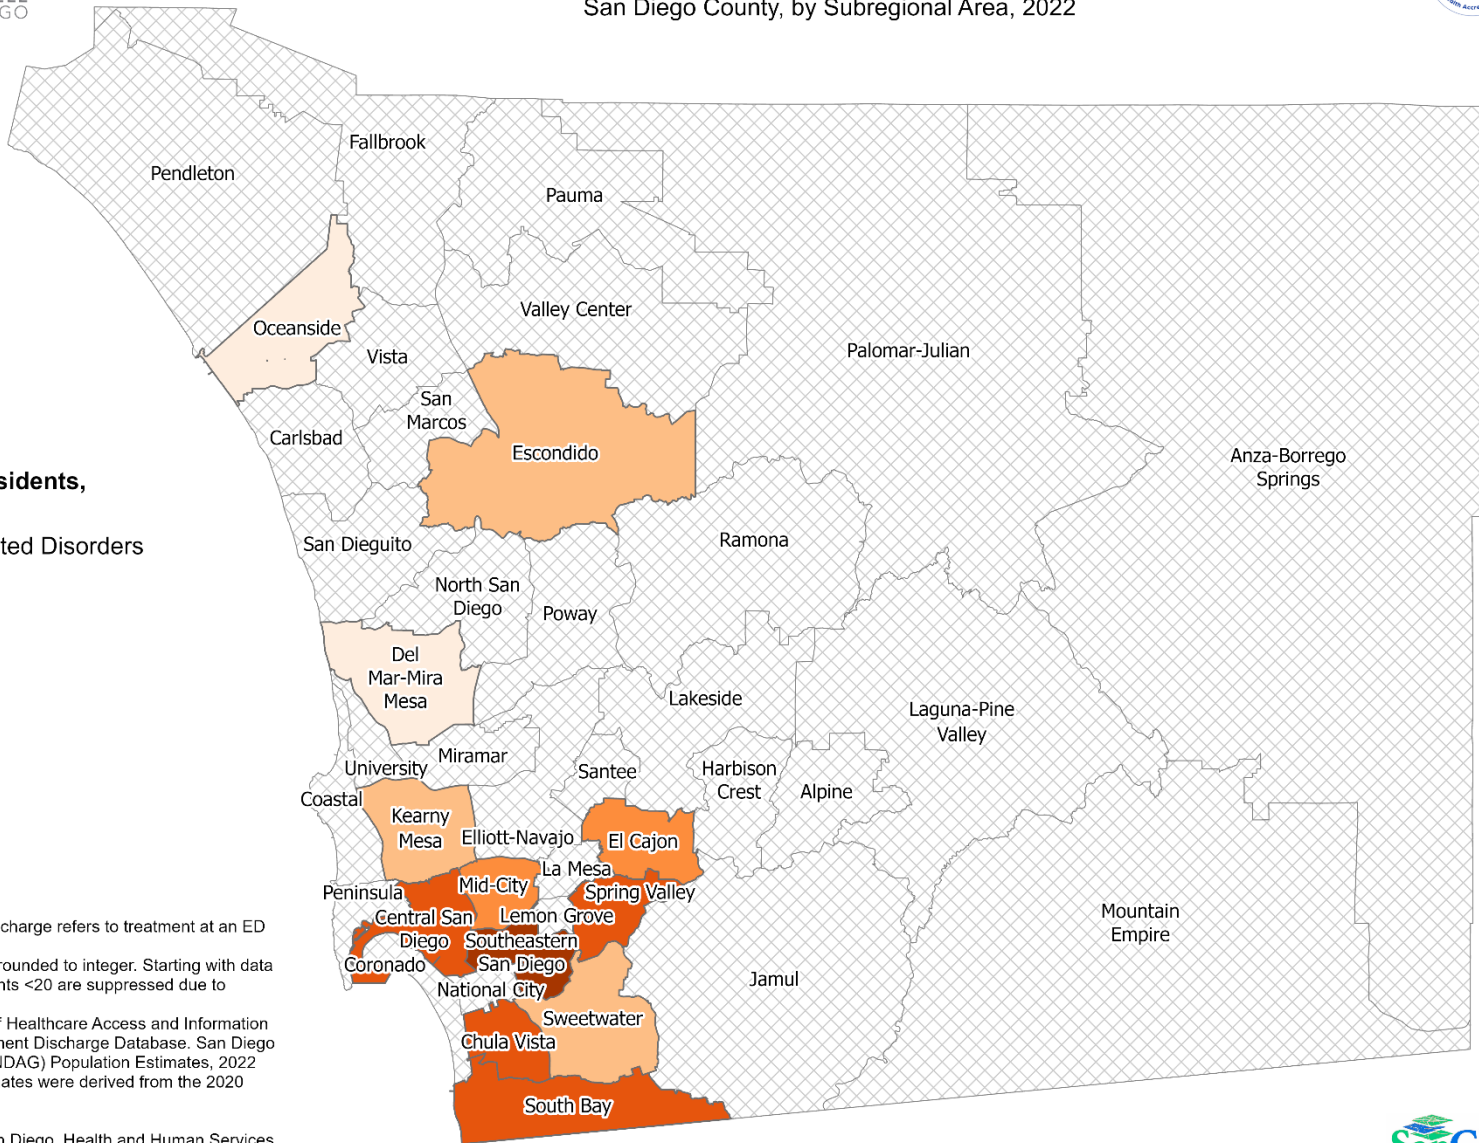 GO
San Diego County, by Subregional Area, 2022
Fallbrook
Pendleton
Pauma
Valley Center
Oceanside
Vista
Palomar-Julian
San
Marcos
Carlsbad
Escondido
Anza-Borrego
Springs
sidents,
ted Disorders
San Dieguito
Ramona
North San
Diego
Poway
Del
Mar-Mira
Mesa
Lakeside
Laguna-Pine
Valley
Miramar
University
Santee
Harbison
Crest
Alpine
Coastal
Kearny
Mesa
Elliott-Navajo
El Cajon
La Mesa
Mid-City
Peninsula
Spring Valley
Central San
Diego
Lemon Grove
Southeastern
San Diego
Coronado
National City
Mountain
Empire
Jamul
Sweetwater
Chula Vista
South Bay
charge refers to treatment at an ED
rounded to integer. Starting with data
nts <20 are suppressed due to
f Healthcare Access and Information
nent Discharge Database. San Diego
NDAG) Population Estimates, 2022
ates were derived from the 2020
n Diego, Health and Human Services